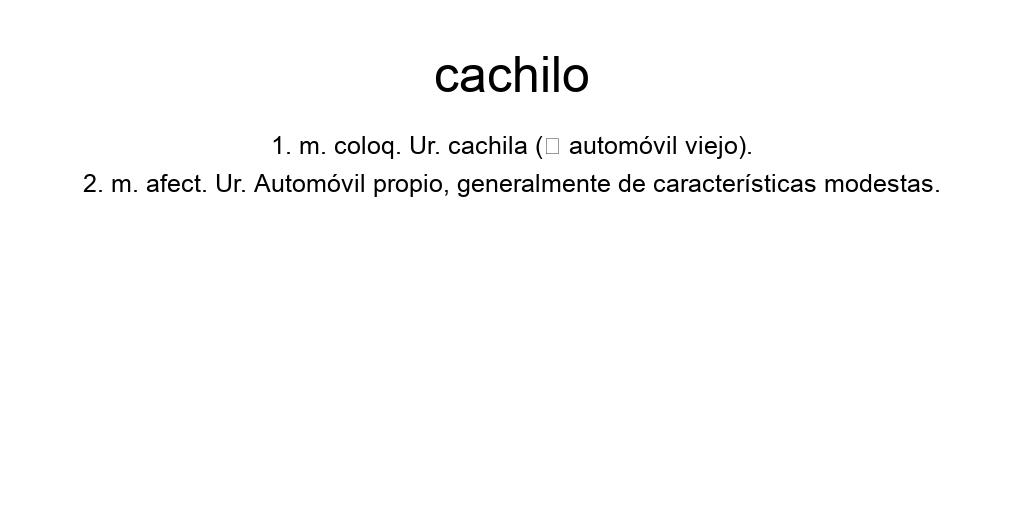 cachilo
1. m. coloq. Ur. cachila (▯ automóvil viejo).
2. m. afect. Ur. Automóvil propio, generalmente de características modestas.